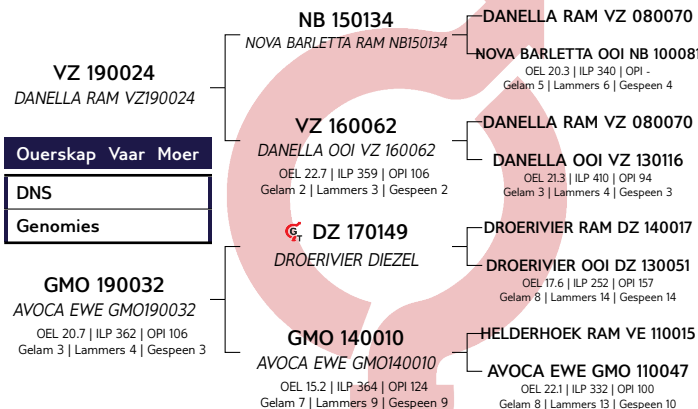 VZ 190024
DANELLA RAM VZ190024
Ouerskap Vaar Moer
DNS
Genomies
GMO 190032
AVOCA EWE GMO190032
OEL 20.7 | ILP 362 | OPI 106
Gelam 3 | Lammers 4 | Gespeen 3
NB 150134
NOVA BARLETTA RAM NB150134
VZ 160062
DANELLA OOI VZ 160062
OEL 22.7 | ILP 359 | OPI 106
Gelam 2 | Lammers 3 | Gespeen 2
GT DZ 170149
DROERIVIER DIEZEL
GMO 140010
AVOCA EWE GMO140010
OEL 15.2 | ILP 364 | OPI 124
Gelam 7 | Lammers 9 | Gespeen 9
DANELLA RAM VZ 080070
NOVA BARLETTA OOI NB 100081
OEL 20.3 | ILP 340 | OPI -
Gelam 5 | Lammers 6 | Gespeen 4
DANELLA RAM VZ 080070
DANELLA OOI VZ 130116
OEL 21.3 | ILP 410 | OPI 94
Gelam 3 | Lammers 4 | Gespeen 3
DROERIVIER RAM DZ 140017
DROERIVIER OOI DZ 130051
OEL 17.6 | ILP 252 | OPI 157
Gelam 8 | Lammers 14 | Gespeen 14
HELDERHOEK RAM VE 110015
AVOCA EWE GMO 110047
OEL 22.1 | ILP 332 | OPI 100
Gelam 8 | Lammers 13 | Gespeen 10